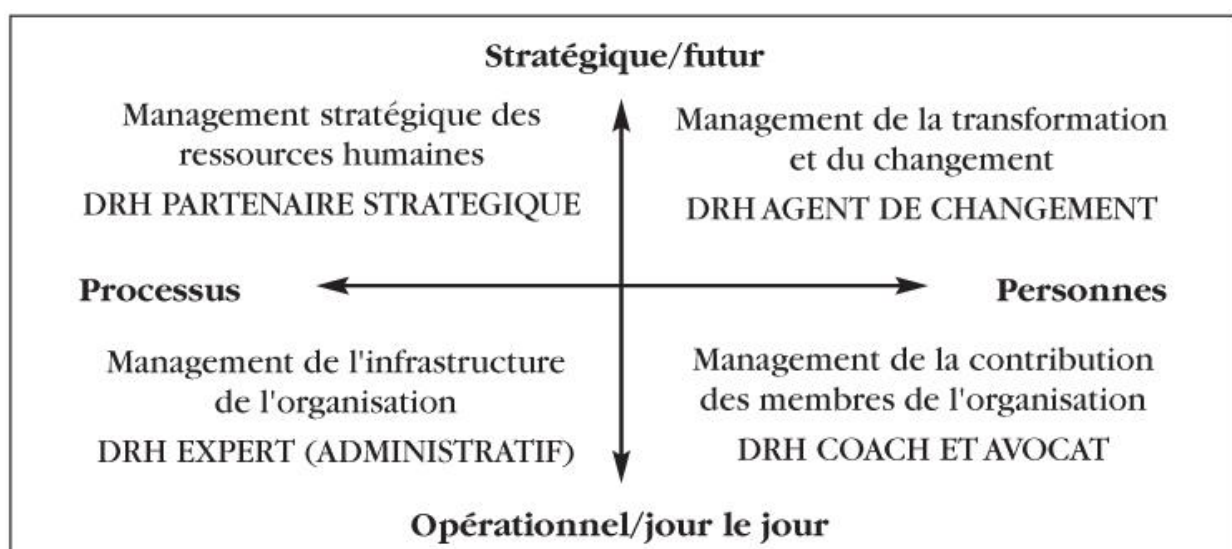 Stratégique/futur
Management stratégique des
ressources humaines
DRH PARTENAIRE STRATEGIQUE
Management de la transformation
et du changement
DRH AGENT DE CHANGEMENT
Processus
Personnes
Management de l'infrastructure
de l'organisation
DRH EXPERT (ADMINISTRATIF)
Management de la contribution
des membres de l'organisation
DRH COACH ET AVOCAT
Opérationnel/jour le jour